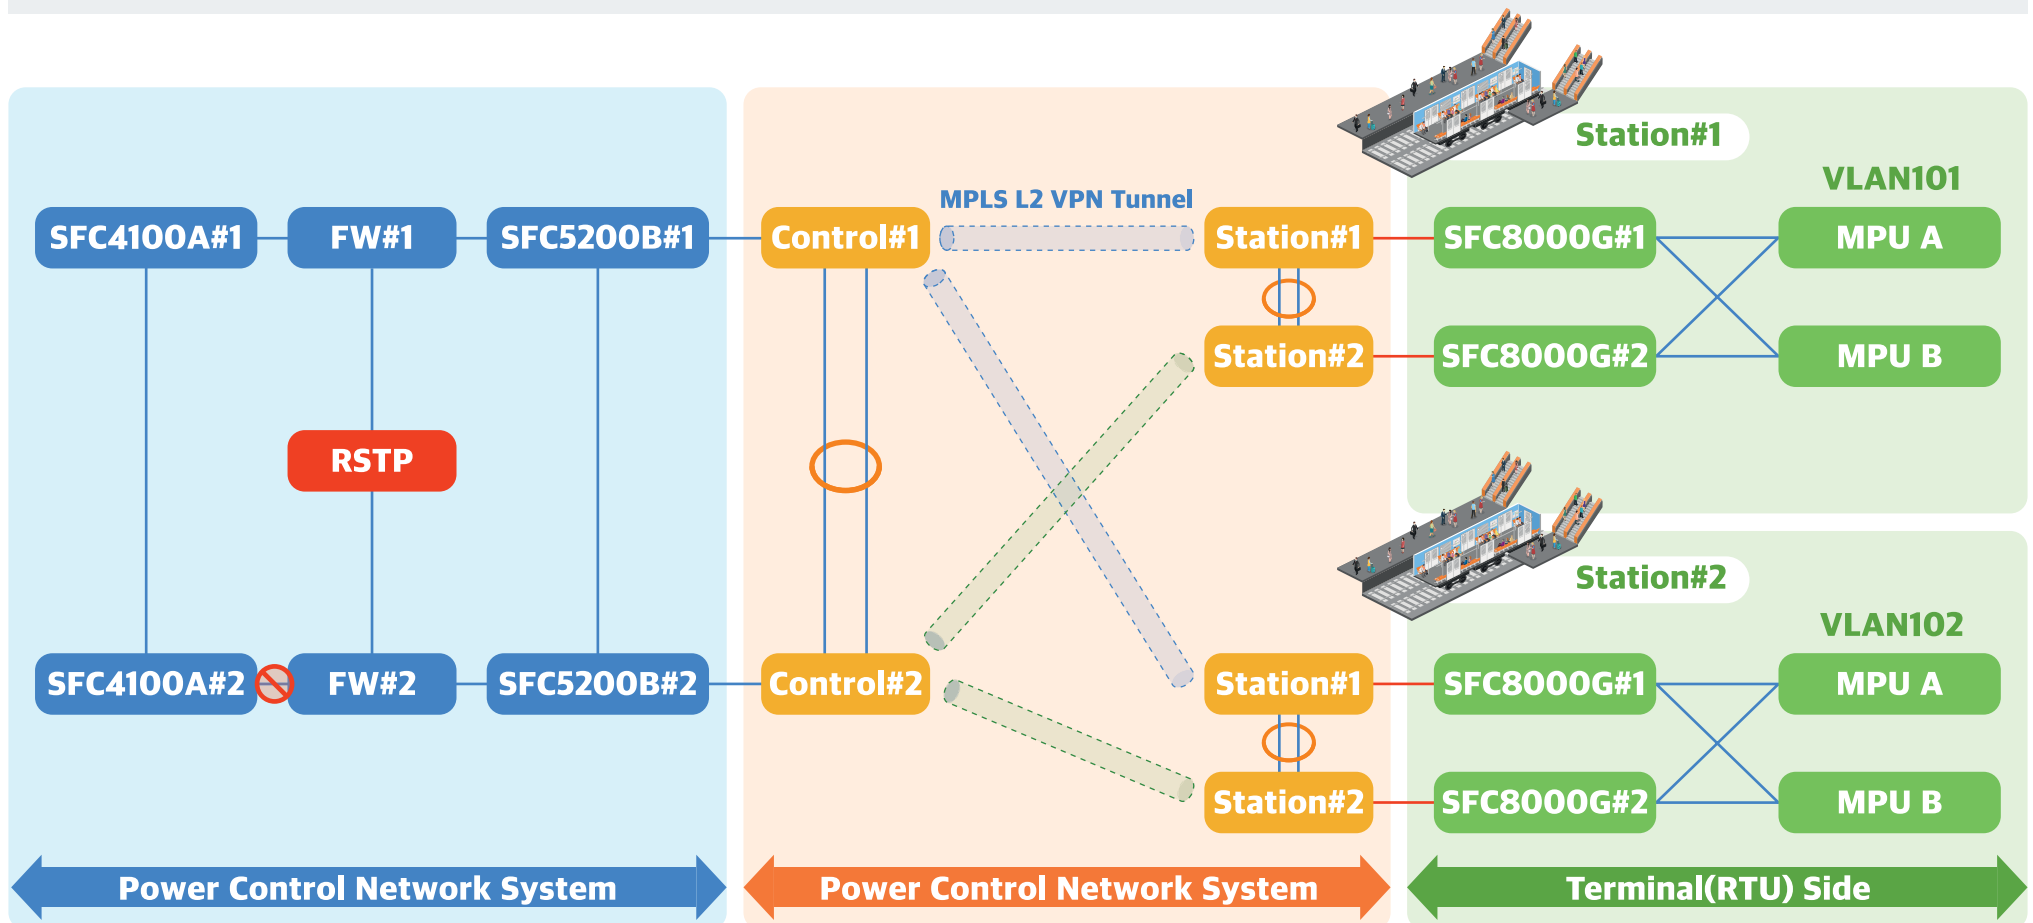 Station#1
VLAN101
MPLS L2 VPN Tunnel
SFC4100A#1
FW#1
SFC5200B#1
Control#1
Station#1
SFC8000G#1
MPU A
Station#2
SFC8000G#2
MPU B
RSTP
Station#2
VLAN102
SFC4100A#2
FW#2
SFC5200B#2
Control#2
Station#1
SFC8000G#1
MPU A
Station#2
SFC8000G#2
MPU B
Power Control Network System
Power Control Network System
Terminal(RTU) Side